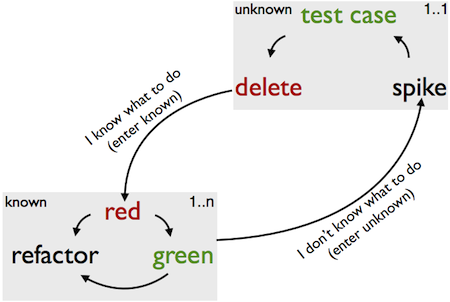 unknown 1..1
test case
delete spike
I know what to do
(enter known)
I don't know what to do
(enter unknown)
known 1..n
red
refactor green